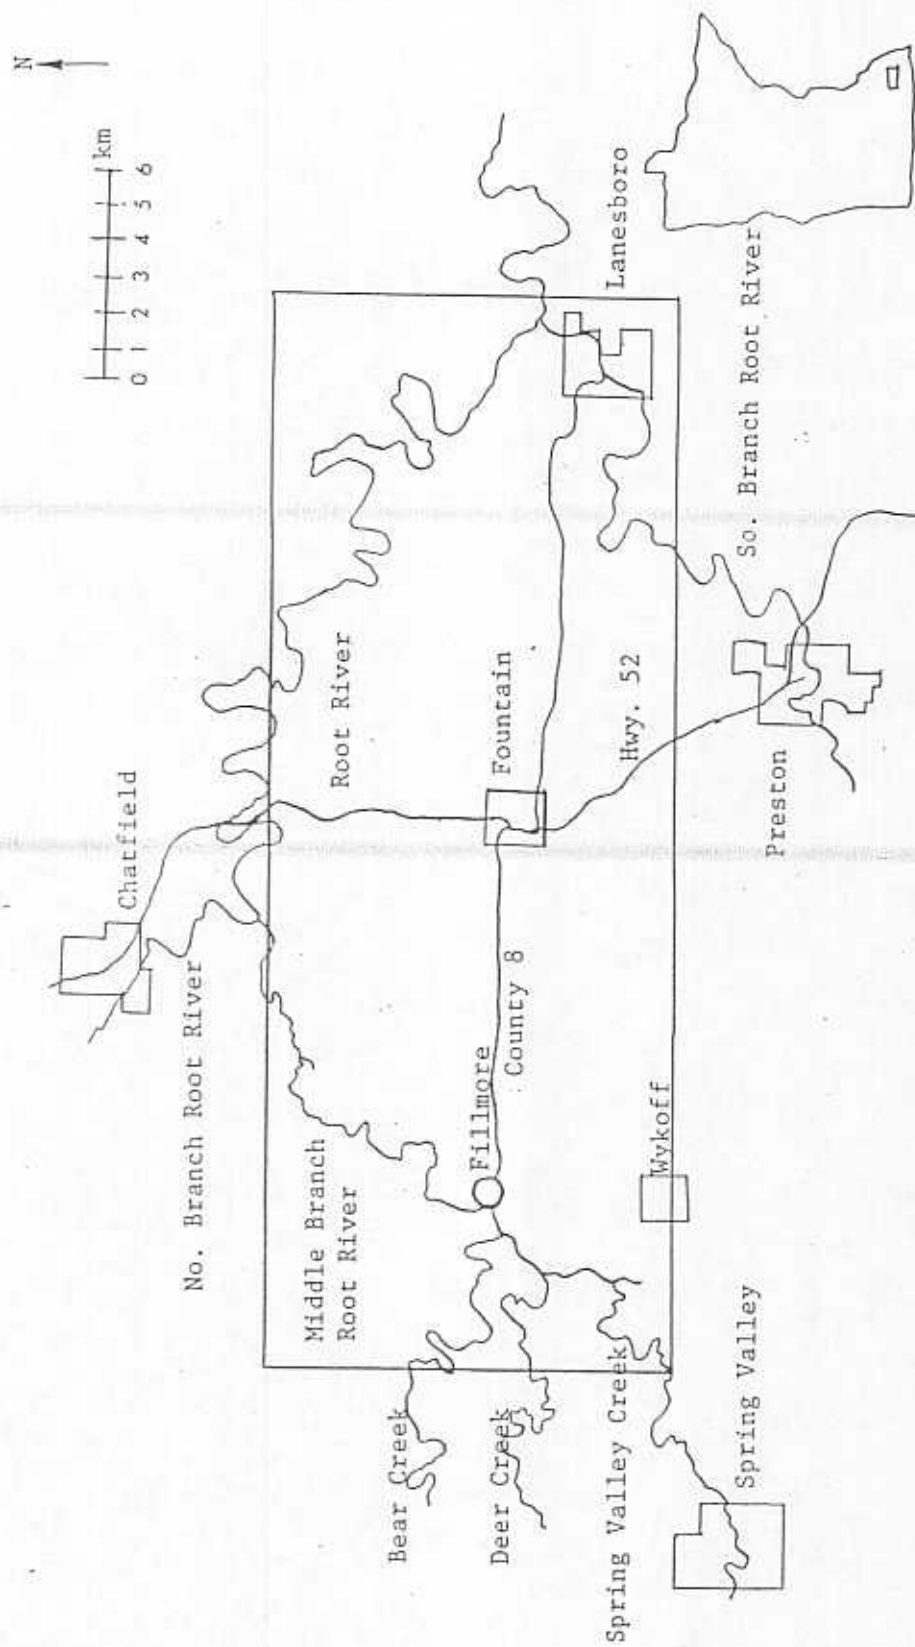 N
km
0 1 2 3 4 5 6
Chatfield
No. Branch Root River
Middle Branch
Root River
Root River
Bear Creek
Fillmore
County 8
Fountain
Deer Creek
Lanesboro
Hwy. 52
Wykoff
Spring Valley Creek
So. Branch Root River
Spring Valley
Preston